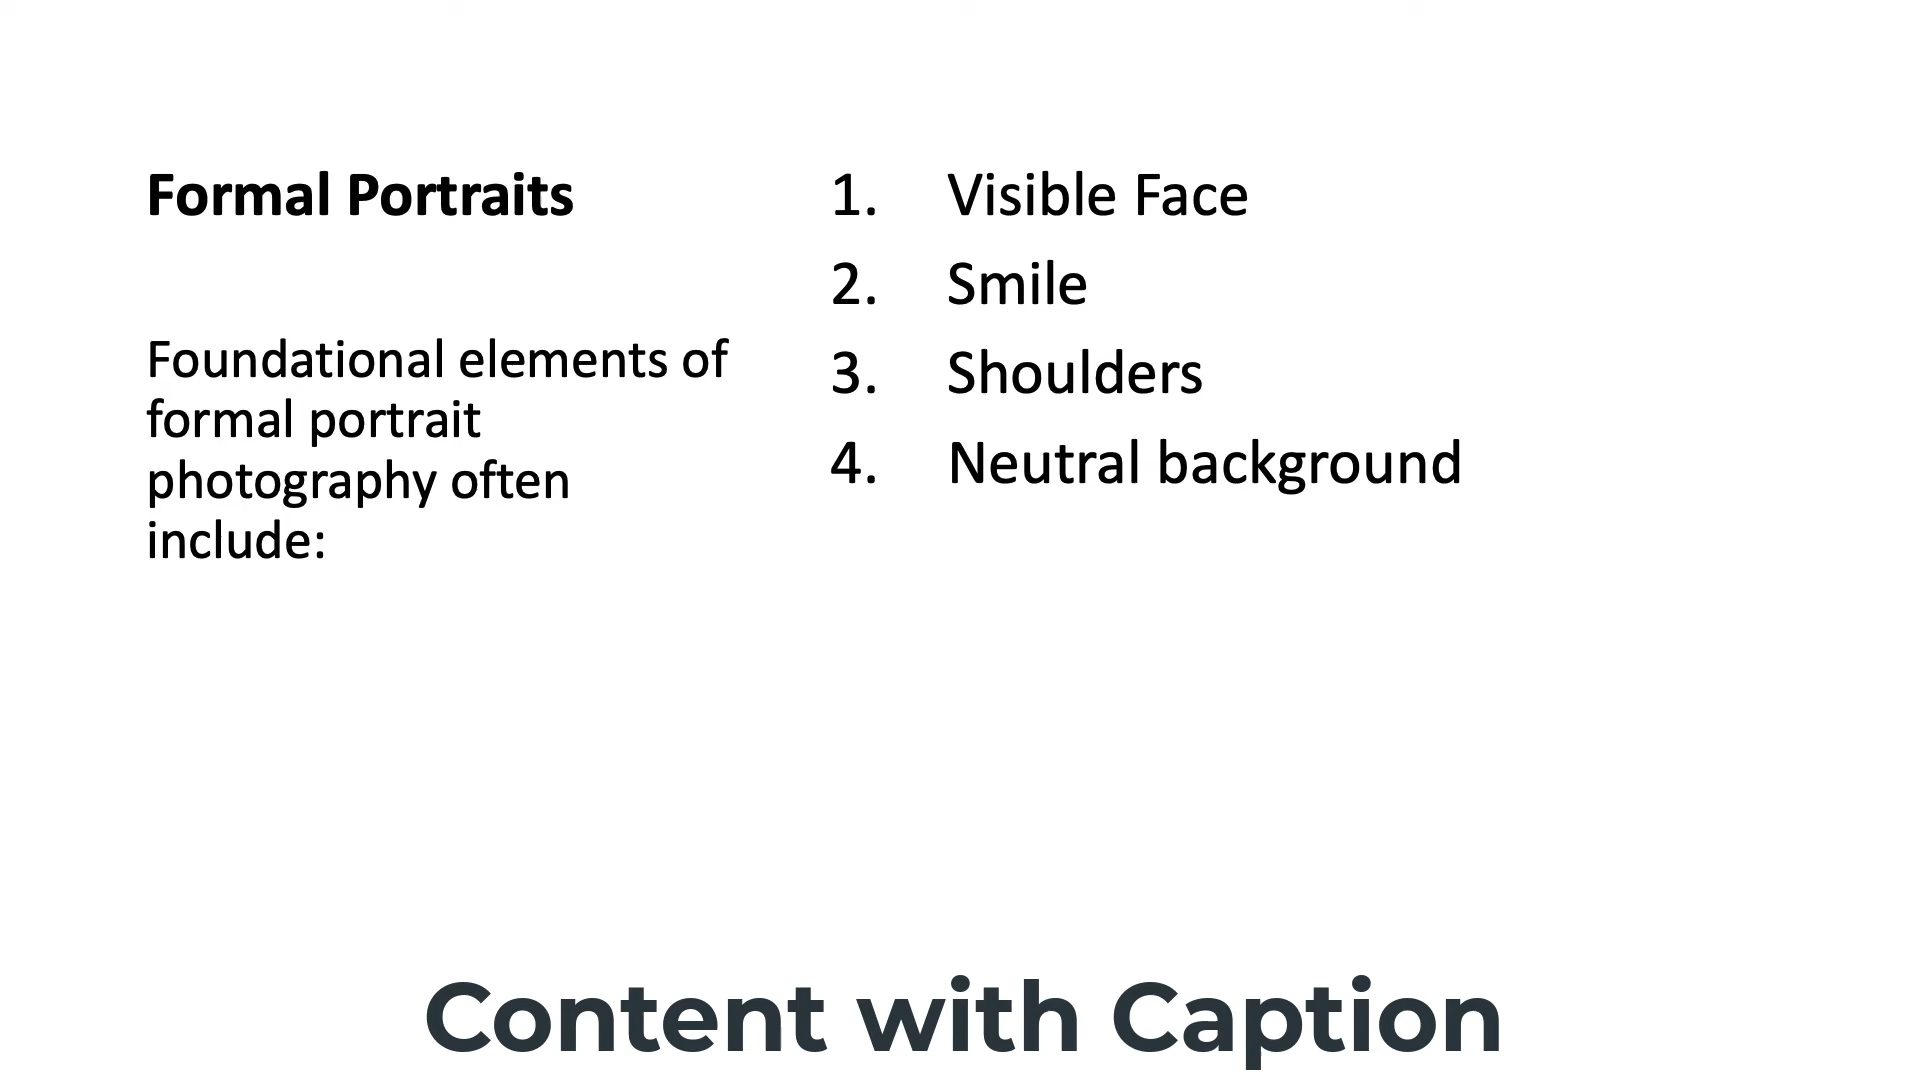 Formal Portraits
Foundational elements of
formal portrait
photography often
include:
1. Visible Face
2. Smile
3. Shoulders
4. Neutral background
Content with Caption